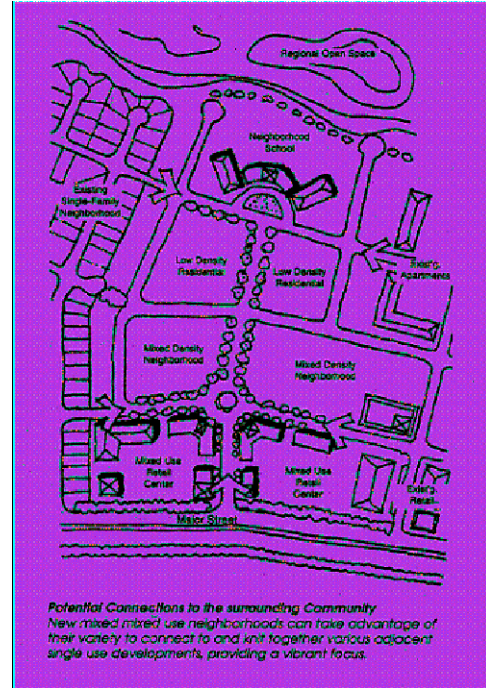 Regional Open Space
Neighborhood
School
Existing
Single-Family
Neighborhood
Low Density
Residential
Low Density
Residential
Exist'g
Apartments
Mixed Density
Neighborhood
Mixed Density
Neighborhood
Mixed Use
Retail
Center
Mixed Use
Retail
Center
Exist'g
Retail
Major Street
Potential Connections to the surrounding Community
New mixed mixed use neighborhoods can take advantage of
their variety to connect to and knit together various adjacent
single use developments, providing a vibrant focus.